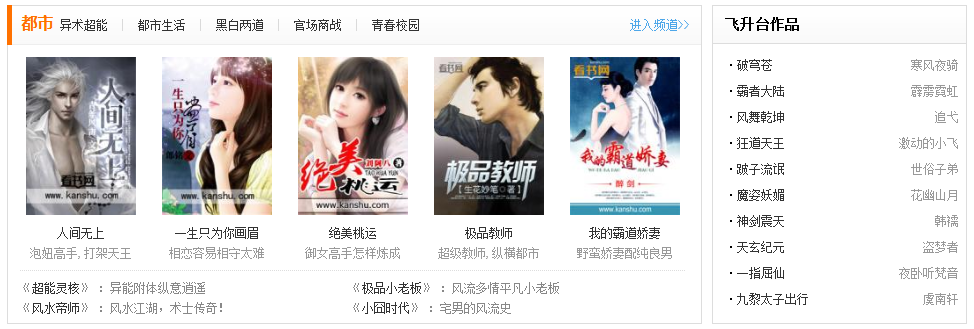 都市 异术超能 都市生活 黑白两道 官场商战 青春校园 进入频道>>
人间无上
看书网
www.kanshu.com
一生只为你画眉
www.kanshu.com
绝美桃运
TAO HUA YUN
www.kanshu.com
看书网
极品教师
【生花妙笔◎著】
看书网
我的霸道娇妻
醉剑
www.kanshu.com
人间无上 一生只为你画眉 绝美桃运 极品教师 我的霸道娇妻
泡妞高手, 打架天王 相恋容易相守太难 御女高手怎样炼成 超级教师, 纵横都市 野蛮娇妻配纯良男
《超能灵核》 ：异能附体纵意逍遥 《极品小老板》：风流多情平凡小老板
《风水帝师》 ：风水江湖，术士传奇！ 《小囧时代》 ：宅男的风流史
飞升台作品
· 破穹苍 寒风夜骑
· 霸者大陆 霹雳霓虹
· 风舞乾坤 追弋
· 狂道天王 激动的小飞
· 跛子流氓 世俗子弟
· 魔姿妖媚 花幽山月
· 神剑震天 韩襦
· 天玄纪元 盗梦者
· 一指屈仙 夜卧听梵音
· 九黎太子出行 虞南轩